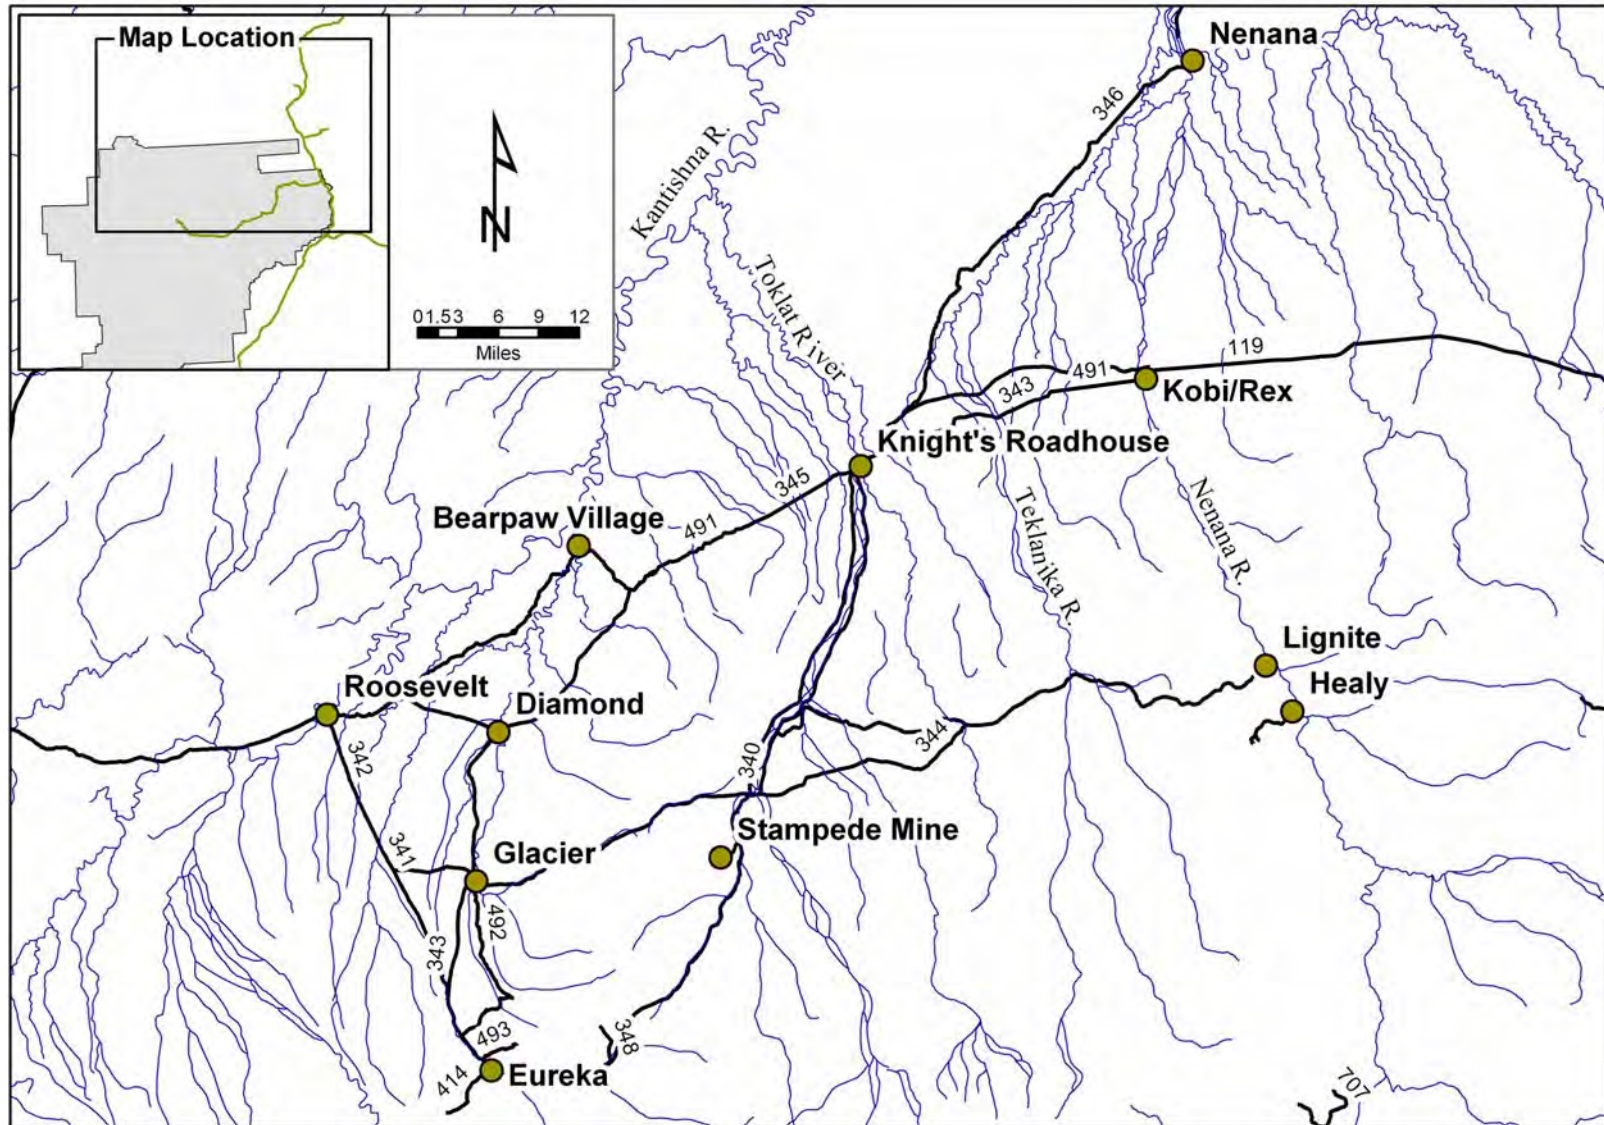 Map Location
N
01.53 6 9 12
Miles
Nenana
346
Kantishna R.
Toklat River
119
491
343
Kobi/Rex
Knight's Roadhouse
345
491
Bearpaw Village
Teklanika R.
Nenana R.
Lignite
Healy
Roosevelt
Diamond
342
344
340
Stampede Mine
341
Glacier
492
343
493
348
414
Eureka
707